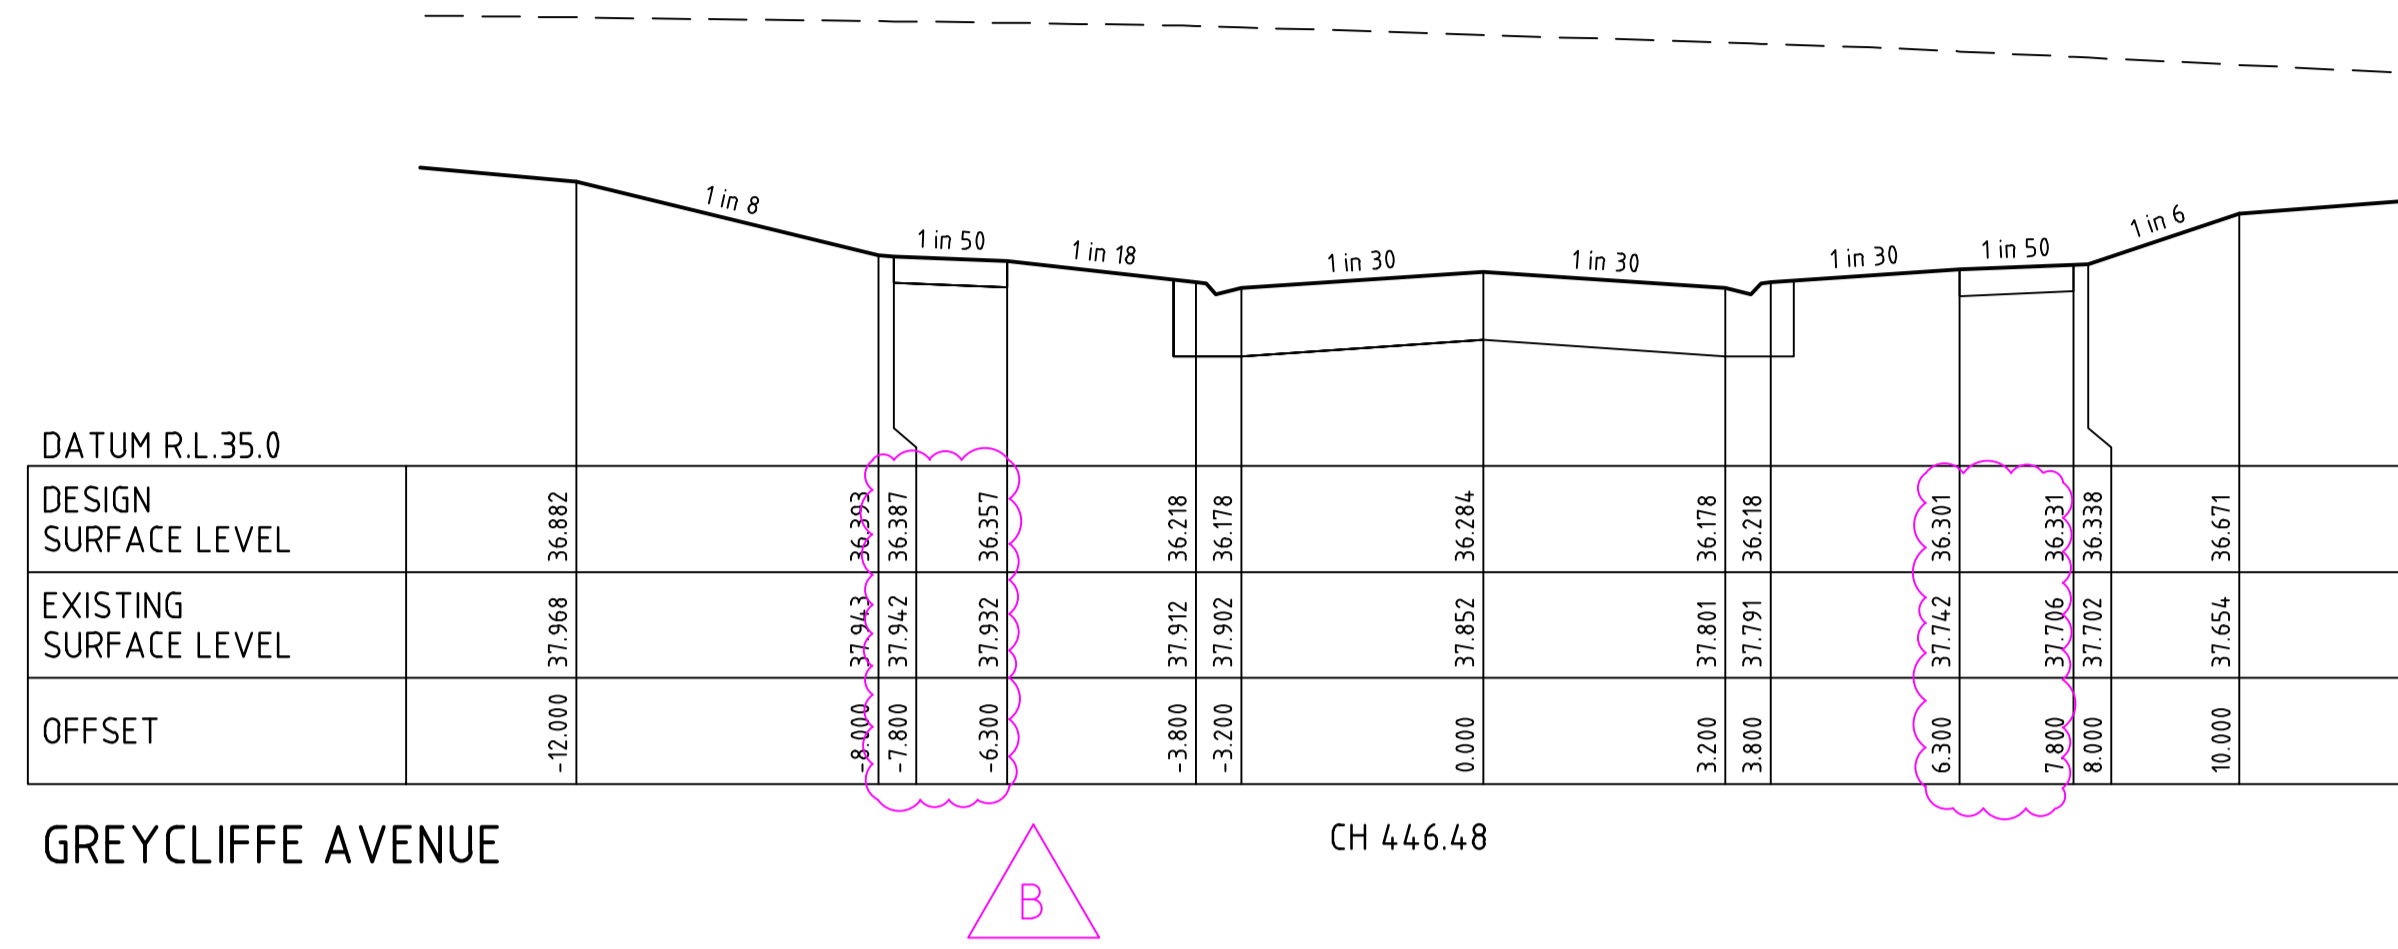 1 in 8
1 in 50
1 in 18
1 in 30
1 in 30
1 in 30
1 in 50
1 in 6
DATUM R.L.35.0
DESIGN
SURFACE LEVEL
36.882 36.393 36.387 36.357 36.218 36.178 36.284 36.178 36.218 36.301 36.331 36.338 36.671
EXISTING
SURFACE LEVEL
37.968 37.943 37.942 37.932 37.912 37.902 37.852 37.801 37.791 37.742 37.706 37.702 37.654
OFFSET
-12.000 -8.000 -7.800 -6.300 -3.800 -3.200 0.000 3.200 3.800 6.300 7.800 8.000 10.000
GREYCLIFFE AVENUE
CH 446.48
B